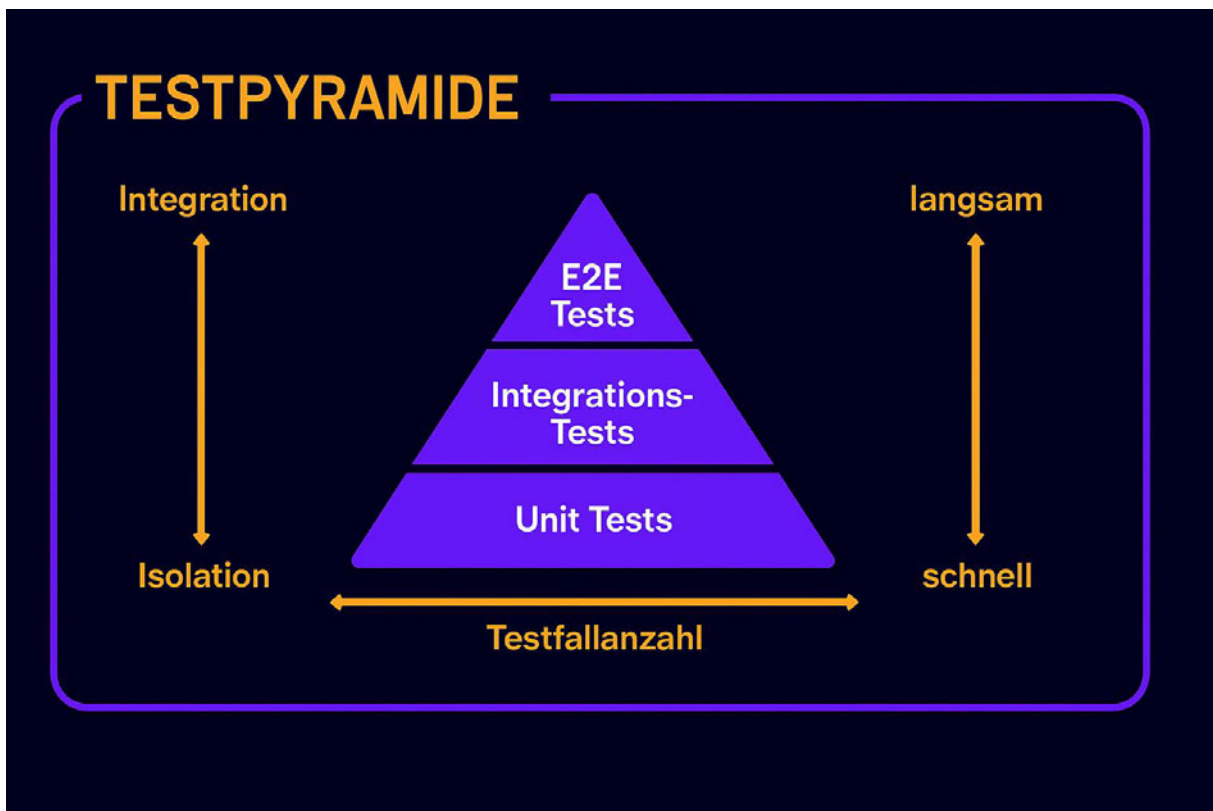 TESTPYRAMIDE
Integration
langsam
E2E
Tests
Integrations-
Tests
Unit Tests
Isolation
schnell
Testfallanzahl